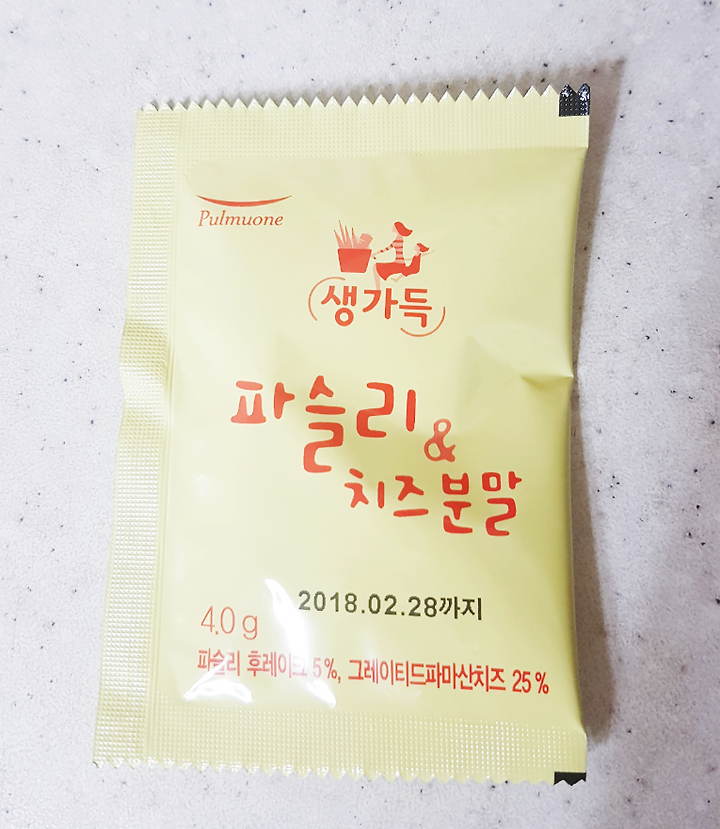 Pulmuone
생가득
파슬리
&
치즈분말
2018.02.28까지
4.0 g
파슬리 후레이크 5%, 그레이티드파마산치즈 25%